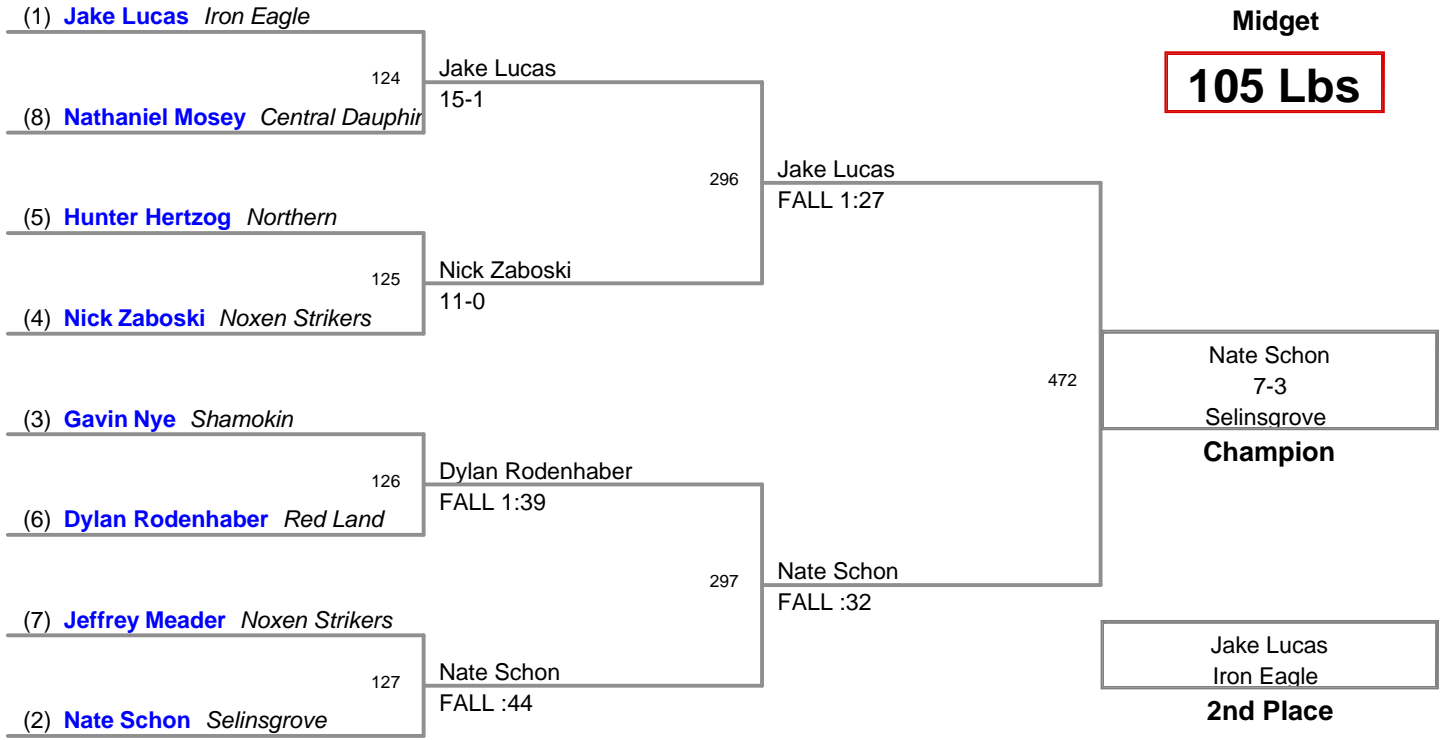 (1) Jake Lucas Iron Eagle
Midget
124
Jake Lucas
15-1
105 Lbs
(8) Nathaniel Mosey Central Dauphin
296
Jake Lucas
FALL 1:27
(5) Hunter Hertzog Northern
125
Nick Zaboski
11-0
(4) Nick Zaboski Noxen Strikers
472
Nate Schon
7-3
Selinsgrove
Champion
(3) Gavin Nye Shamokin
126
Dylan Rodenhaber
FALL 1:39
(6) Dylan Rodenhaber Red Land
297
Nate Schon
FALL :32
(7) Jeffrey Meader Noxen Strikers
127
Nate Schon
FALL :44
(2) Nate Schon Selinsgrove
Jake Lucas
Iron Eagle
2nd Place